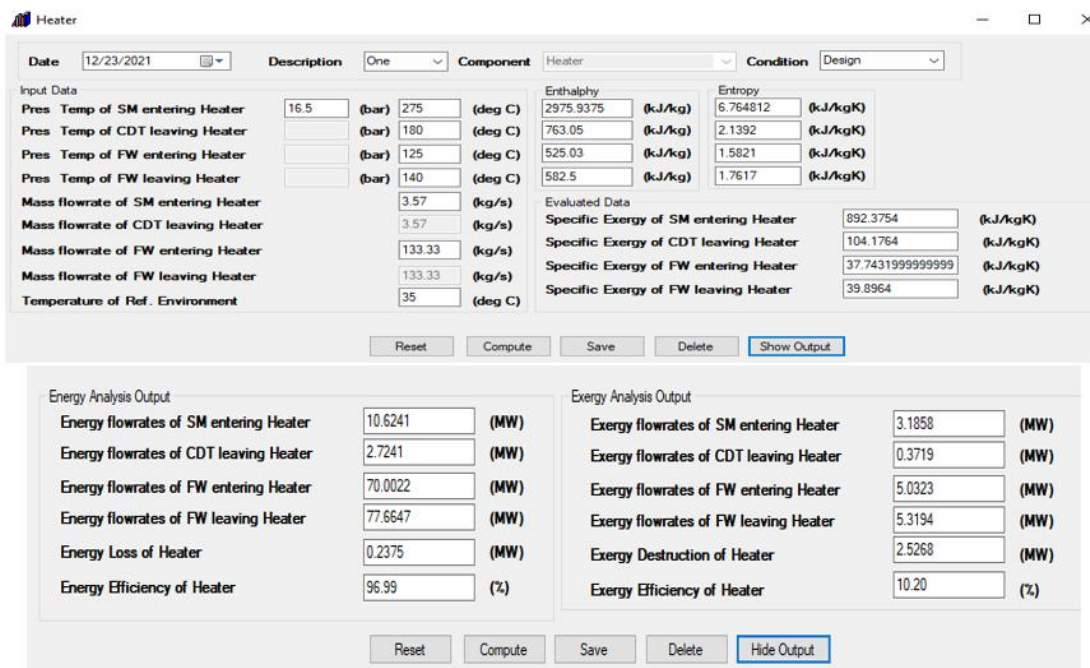 Heater
Date 12/23/2021 Description One Component Heater Condition Design
Input Data Enthalphy Entropy
Pres Temp of SM entering Heater 16.5 (bar) 275 (deg C) 2975.9375 (kJ/kg) 6.764812 (kJ/kgK)
Pres Temp of CDT leaving Heater (bar) 180 (deg C) 763.05 (kJ/kg) 2.1392 (kJ/kgK)
Pres Temp of FW entering Heater (bar) 125 (deg C) 525.03 (kJ/kg) 1.5821 (kJ/kgK)
Pres Temp of FW leaving Heater (bar) 140 (deg C) 582.5 (kJ/kg) 1.7617 (kJ/kgK)
Mass flowrate of SM entering Heater 3.57 (kg/s)
Mass flowrate of CDT leaving Heater 3.57 (kg/s)
Mass flowrate of FW entering Heater 133.33 (kg/s)
Mass flowrate of FW leaving Heater 133.33 (kg/s)
Temperature of Ref. Environment 35 (deg C)
Evaluated Data
Specific Exergy of SM entering Heater 892.3754 (kJ/kgK)
Specific Exergy of CDT leaving Heater 104.1764 (kJ/kgK)
Specific Exergy of FW entering Heater 37.7431999999999 (kJ/kgK)
Specific Exergy of FW leaving Heater 39.8964 (kJ/kgK)
Reset Compute Save Delete Show Output
Energy Analysis Output
Energy flowrates of SM entering Heater 10.6241 (MW)
Energy flowrates of CDT leaving Heater 2.7241 (MW)
Energy flowrates of FW entering Heater 70.0022 (MW)
Energy flowrates of FW leaving Heater 77.6647 (MW)
Energy Loss of Heater 0.2375 (MW)
Energy Efficiency of Heater 96.99 (%)
Exergy Analysis Output
Exergy flowrates of SM entering Heater 3.1858 (MW)
Exergy flowrates of CDT leaving Heater 0.3719 (MW)
Exergy flowrates of FW entering Heater 5.0323 (MW)
Exergy flowrates of FW leaving Heater 5.3194 (MW)
Exergy Destruction of Heater 2.5268 (MW)
Exergy Efficiency of Heater 10.20 (%)
Reset Compute Save Delete Hide Output